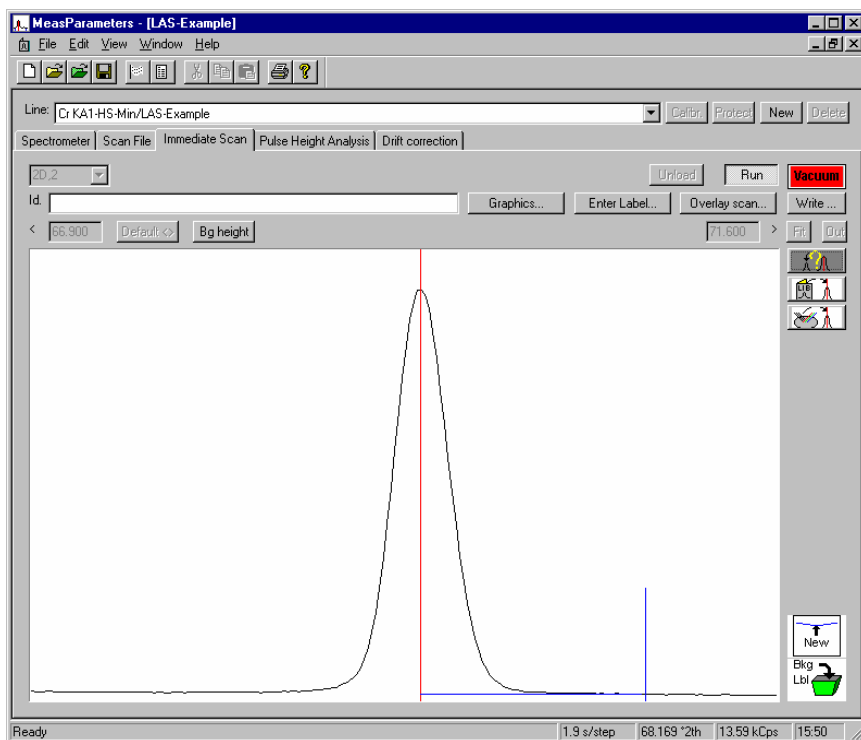 MeasParameters - [LAS-Example]
File Edit View Window Help
Line: Cr KA1-HS-Min/LAS-Example Calibr. Protect New Delete
Spectrometer Scan File Immediate Scan Pulse Height Analysis Drift correction
2D,2 Unload Run Vacuum
Id. Graphics... Enter Label... Overlay scan... Write ...
< 66.900 Default <> Bg height 71.600 > Fit Out
LIB
New
Bkg
Lbl
Ready 1.9 s/step 68.169 °2th 13.59 kCps 15:50